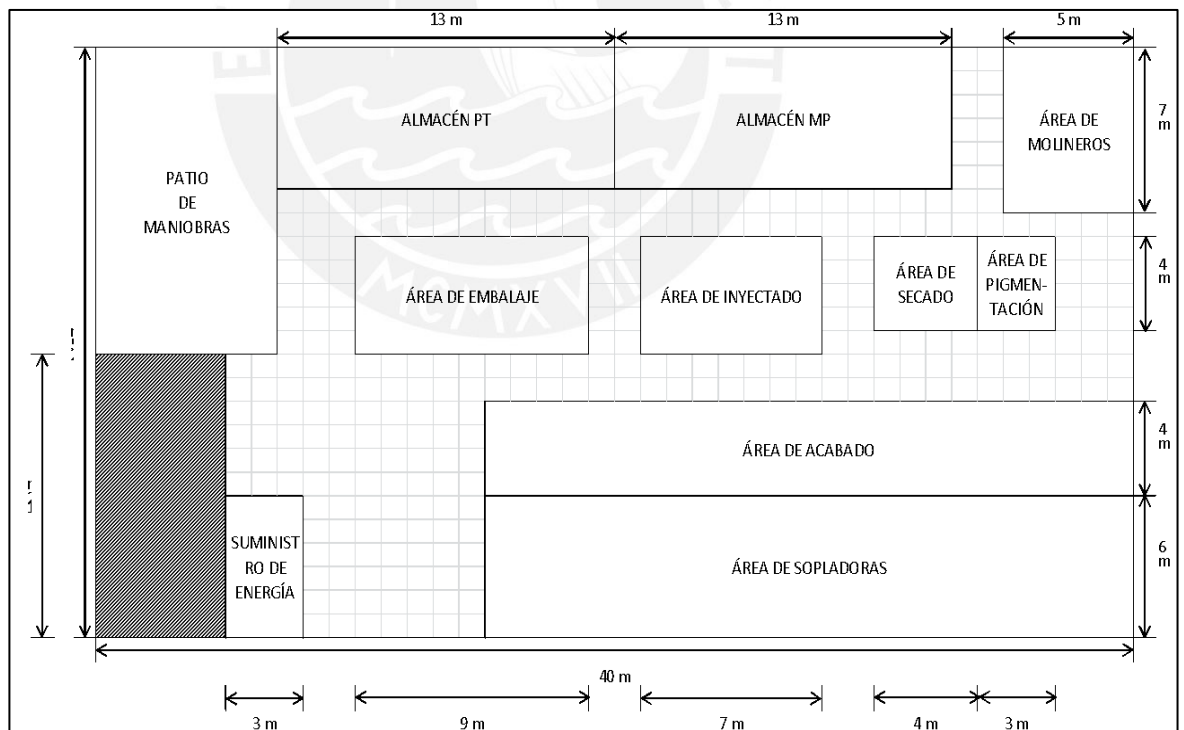 13 m
13 m
5 m
ALMACÉN PT
ALMACÉN MP
ÁREA DE
MOLINEROS
7
m
PATIO
DE
MANIOBRAS
ÁREA DE EMBALAJE
ÁREA DE INYECTADO
ÁREA DE
SECADO
ÁREA DE
PIGMEN-
TACIÓN
4
m
MCMXVII
ÁREA DE ACABADO
4
m
SUMINIST
RO DE
ENERGÍA
ÁREA DE SOPLADORAS
6
m
40 m
3 m
9 m
7 m
4 m
3 m